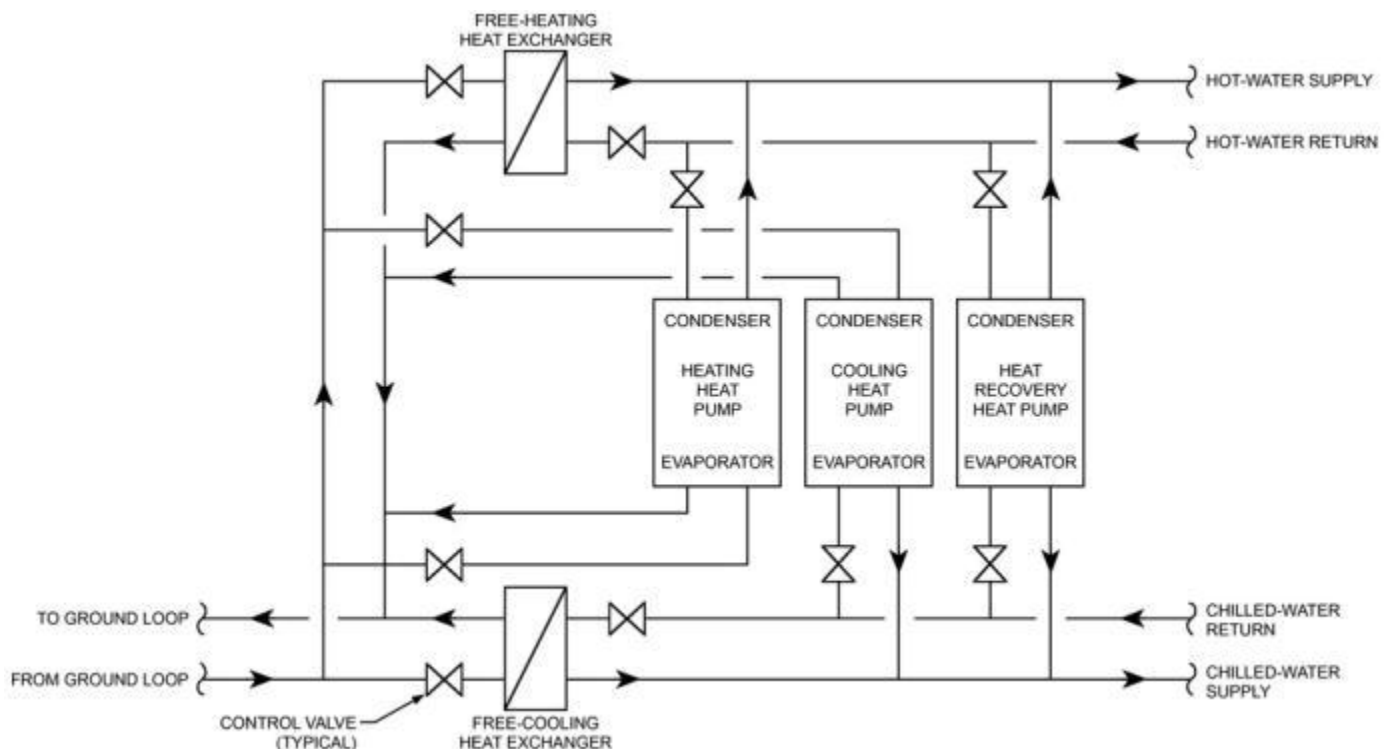 FREE-HEATING
HEAT EXCHANGER
HOT-WATER SUPPLY
HOT-WATER RETURN
CONDENSER
HEATING
HEAT
PUMP
EVAPORATOR
CONDENSER
COOLING
HEAT
PUMP
EVAPORATOR
CONDENSER
HEAT
RECOVERY
HEAT PUMP
EVAPORATOR
TO GROUND LOOP
FROM GROUND LOOP
CHILLED-WATER
RETURN
CHILLED-WATER
SUPPLY
CONTROL VALVE
(TYPICAL)
FREE-COOLING
HEAT EXCHANGER